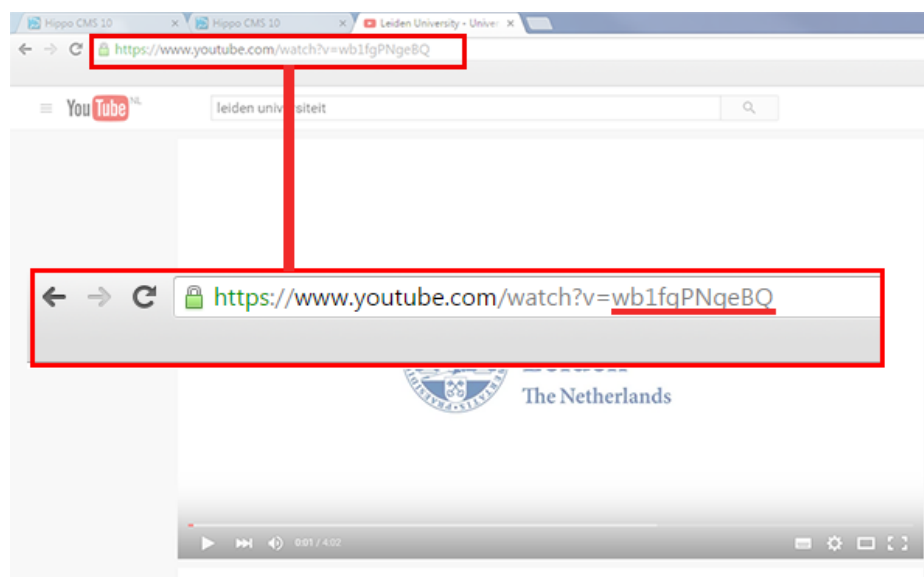 Hippo CMS 10 Hippo CMS 10 Leiden University - Univer
https://www.youtube.com/watch?v=wb1fgPNgeBQ
YouTube NL leiden universiteit
https://www.youtube.com/watch?v=wb1fgPNgeBQ
The Netherlands
0:01 / 4:02